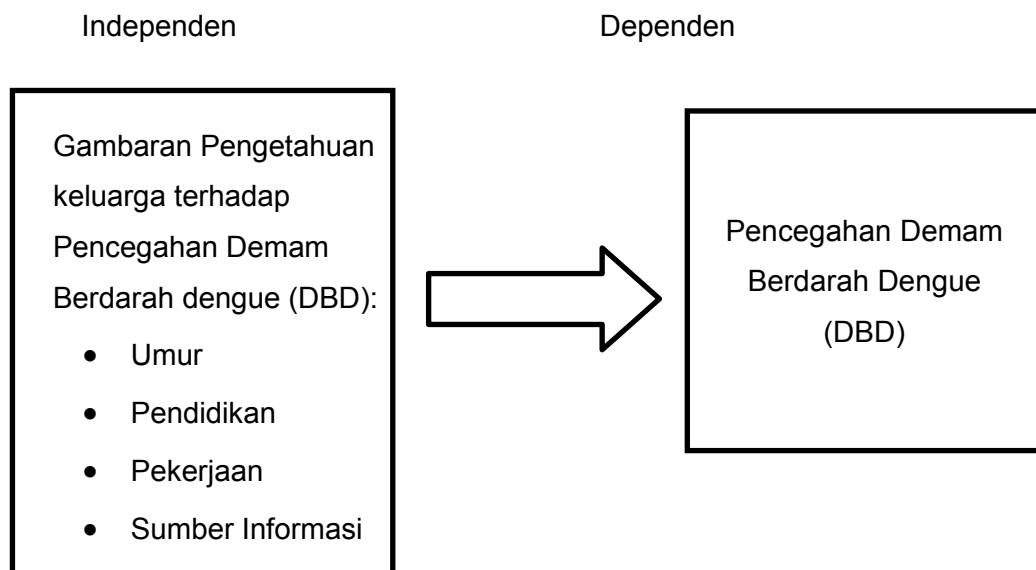 Independen
Dependen
Gambaran Pengetahuan
keluarga terhadap
Pencegahan Demam
Berdarah dengue (DBD):
• Umur
• Pendidikan
• Pekerjaan
• Sumber Informasi
Pencegahan Demam
Berdarah Dengue
(DBD)